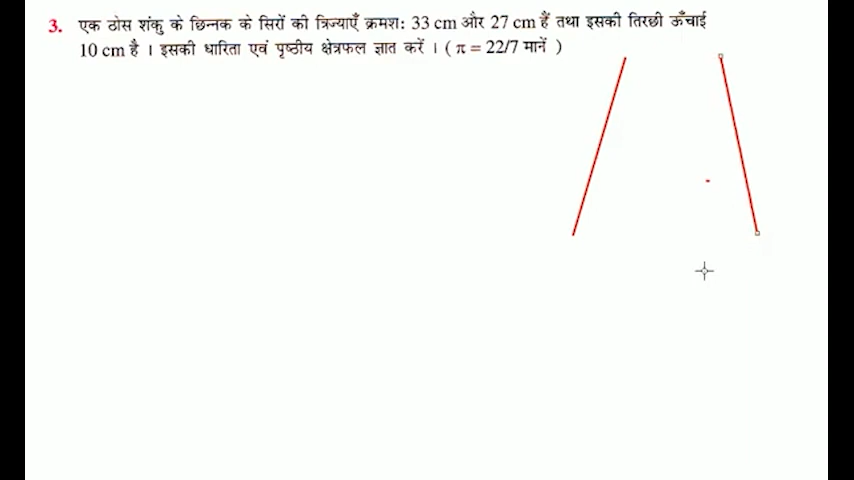 3. एक ठोस शंकु के छिन्नक के सिरों की त्रिज्याएँ क्रमश: 33 cm और 27 cm हैं तथा इसकी तिरछी ऊँचाई
10 cm है । इसकी धारिता एवं पृष्ठीय क्षेत्रफल ज्ञात करें । ( π = 22/7 मानें )